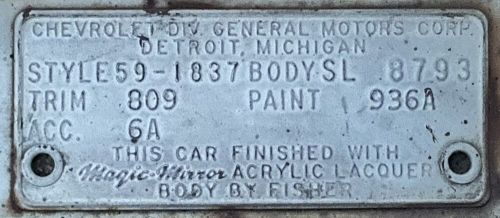 CHEVROLET DIV. GENERAL MOTORS CORP.
DETROIT, MICHIGAN
STYLE 59-1837 BODY SL 8793
TRIM 809 PAINT 936A
ACC. 6A
THIS CAR FINISHED WITH
Magic-Mirror ACRYLIC LACQUER
BODY BY FISHER